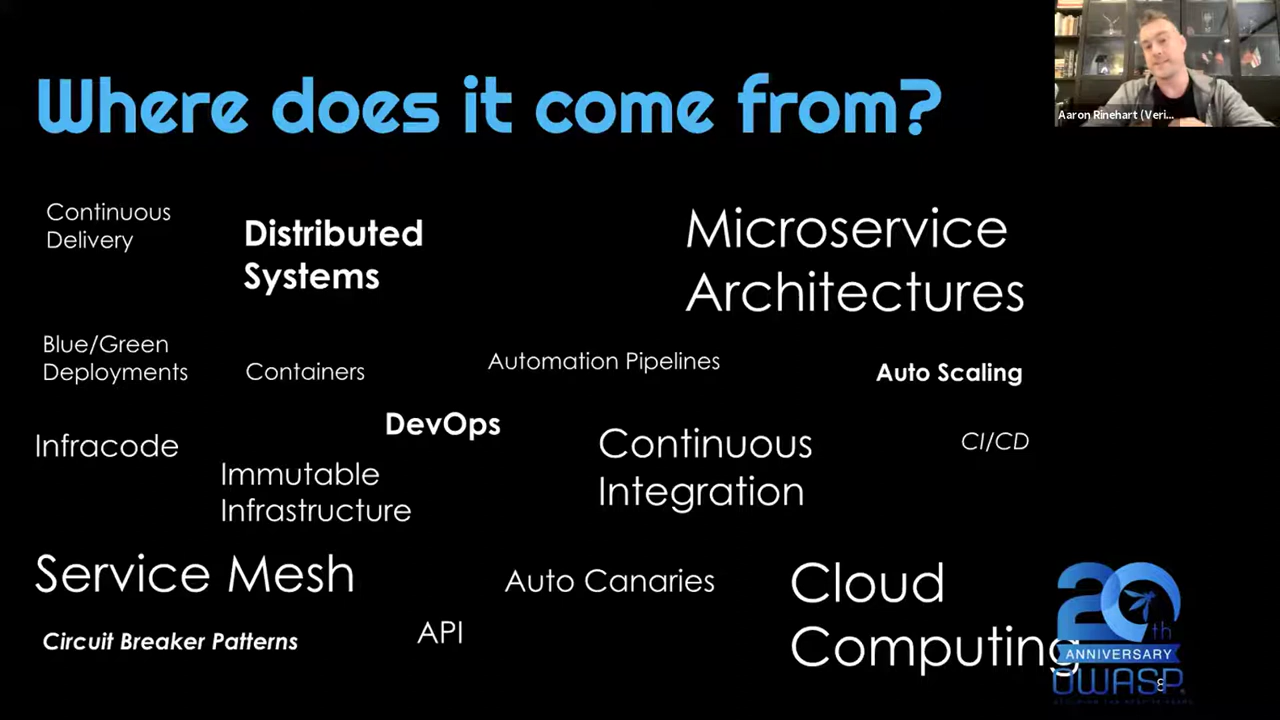 Where does it come from?
Aaron Rinehart (Veri...
Continuous
Delivery
Distributed
Systems
Microservice
Architectures
Blue/Green
Deployments
Containers
Automation Pipelines
Auto Scaling
DevOps
Infracode
Immutable
Infrastructure
Continuous
Integration
CI/CD
Service Mesh
Auto Canaries
Cloud
Computing
Circuit Breaker Patterns
API
20th
ANNIVERSARY
OWASP
8